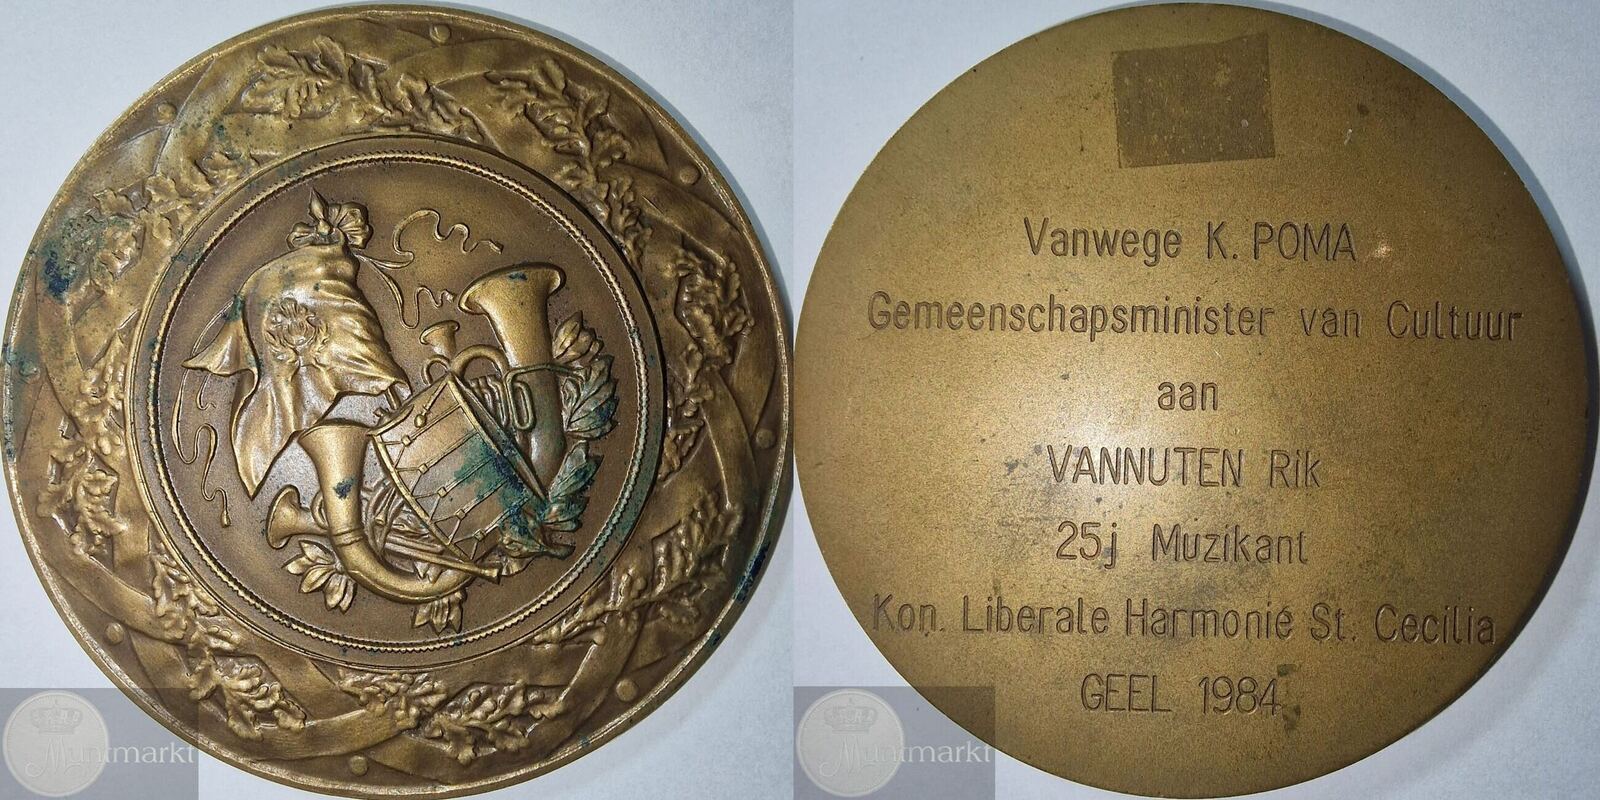 Vanwege K. POMA
Gemeenschapsminister van Cultuur
aan
VANNUTEN Rik
25j Muzikant
Kon. Liberale Harmonie St. Cecilia
GEEL 1984
Muntmarkt
Muntmarkt